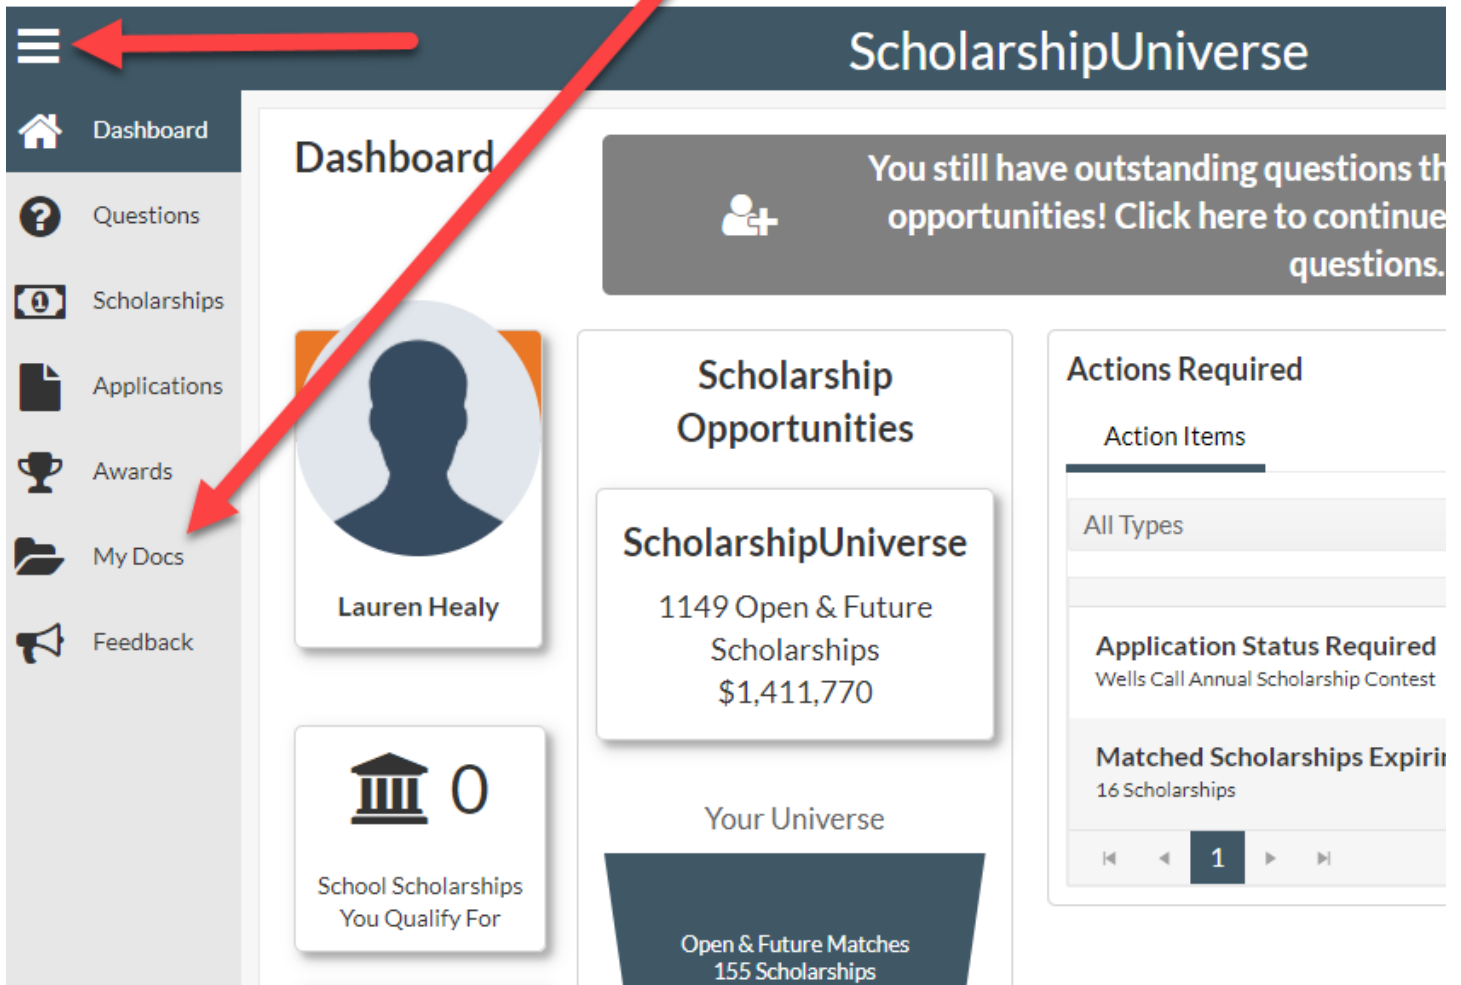 ScholarshipUniverse
Dashboard
Questions
Scholarships
Applications
Awards
My Docs
Feedback
Dashboard
You still have outstanding questions th
opportunities! Click here to continue
questions.
Lauren Healy
0
School Scholarships
You Qualify For
Scholarship
Opportunities
ScholarshipUniverse
1149 Open & Future
Scholarships
$1,411,770
Your Universe
Open & Future Matches
155 Scholarships
Actions Required
Action Items
All Types
Application Status Required
Wells Call Annual Scholarship Contest
Matched Scholarships Expirin
16 Scholarships
1